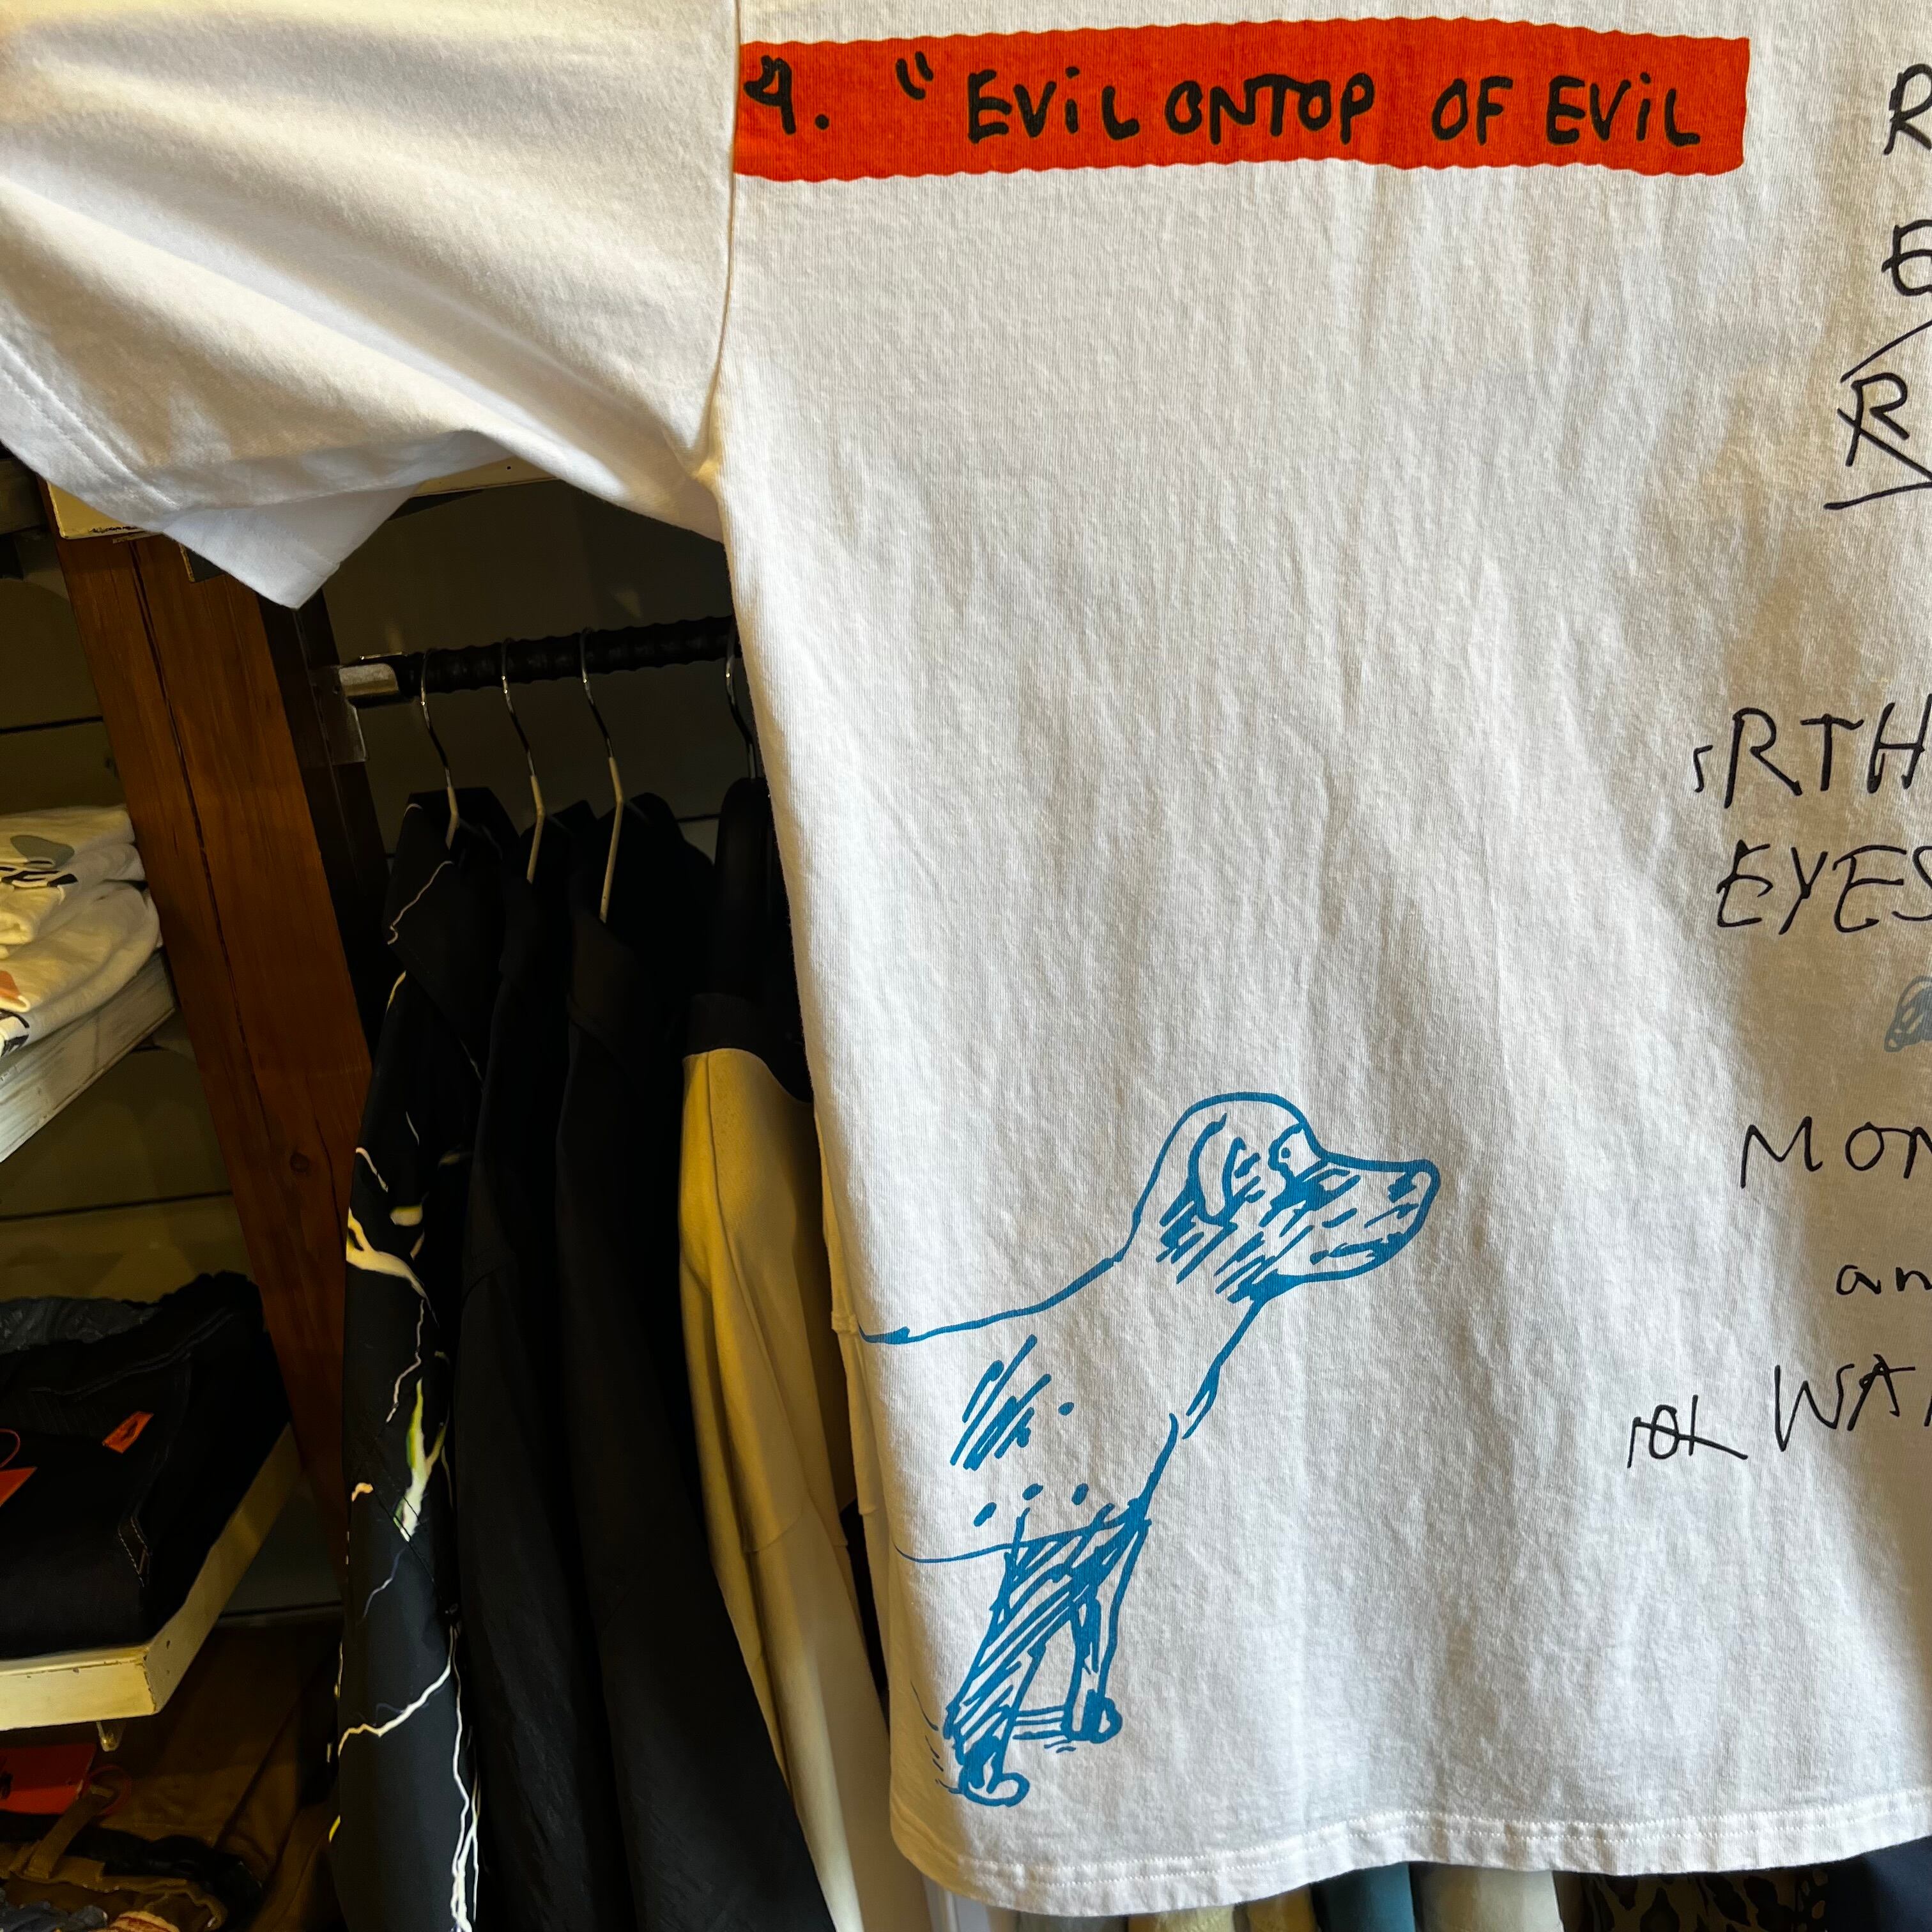 4. "EVIL ONTOP OF EVIL
R
E
R
RTH
EYES
MON
an
WA